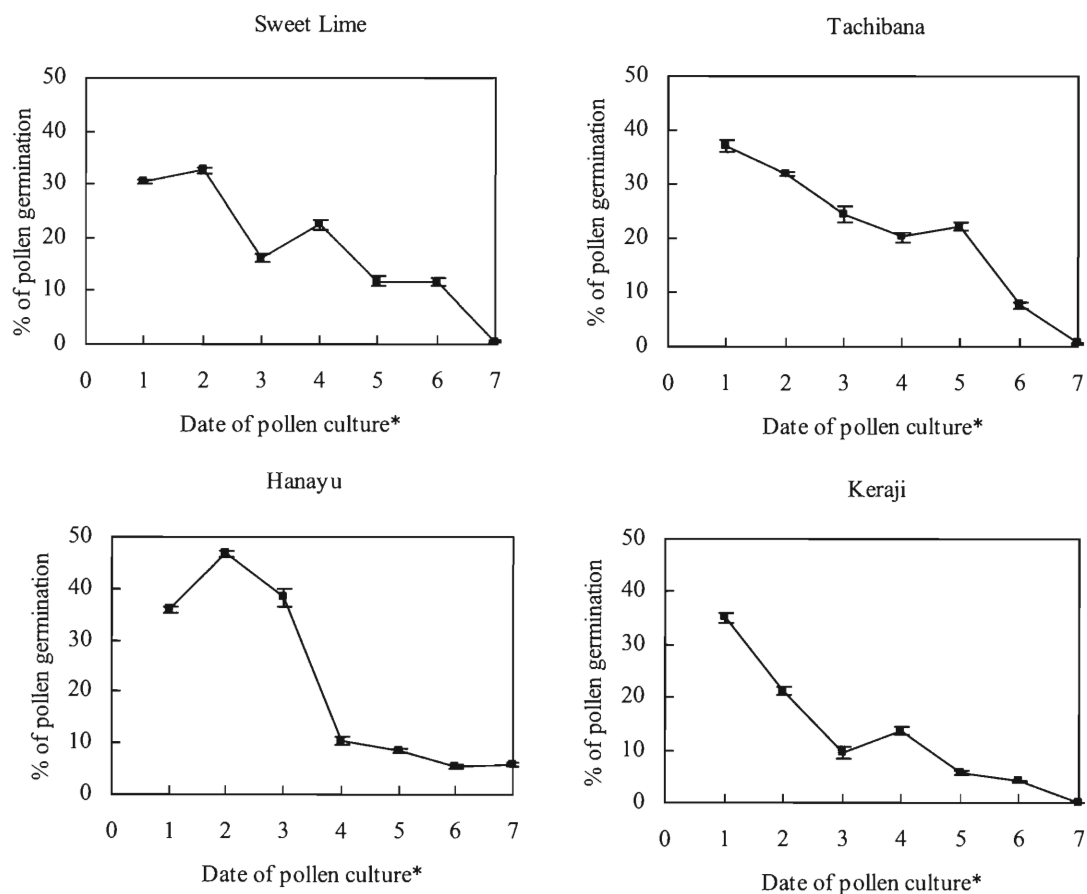 Sweet Lime
% of pollen germination
50
40
30
20
10
0
0 1 2 3 4 5 6 7
Date of pollen culture*
Tachibana
% of pollen germination
50
40
30
20
10
0
0 1 2 3 4 5 6 7
Date of pollen culture*
Hanayu
% of pollen germination
50
40
30
20
10
0
0 1 2 3 4 5 6 7
Date of pollen culture*
Keraji
% of pollen germination
50
40
30
20
10
0
0 1 2 3 4 5 6 7
Date of pollen culture*